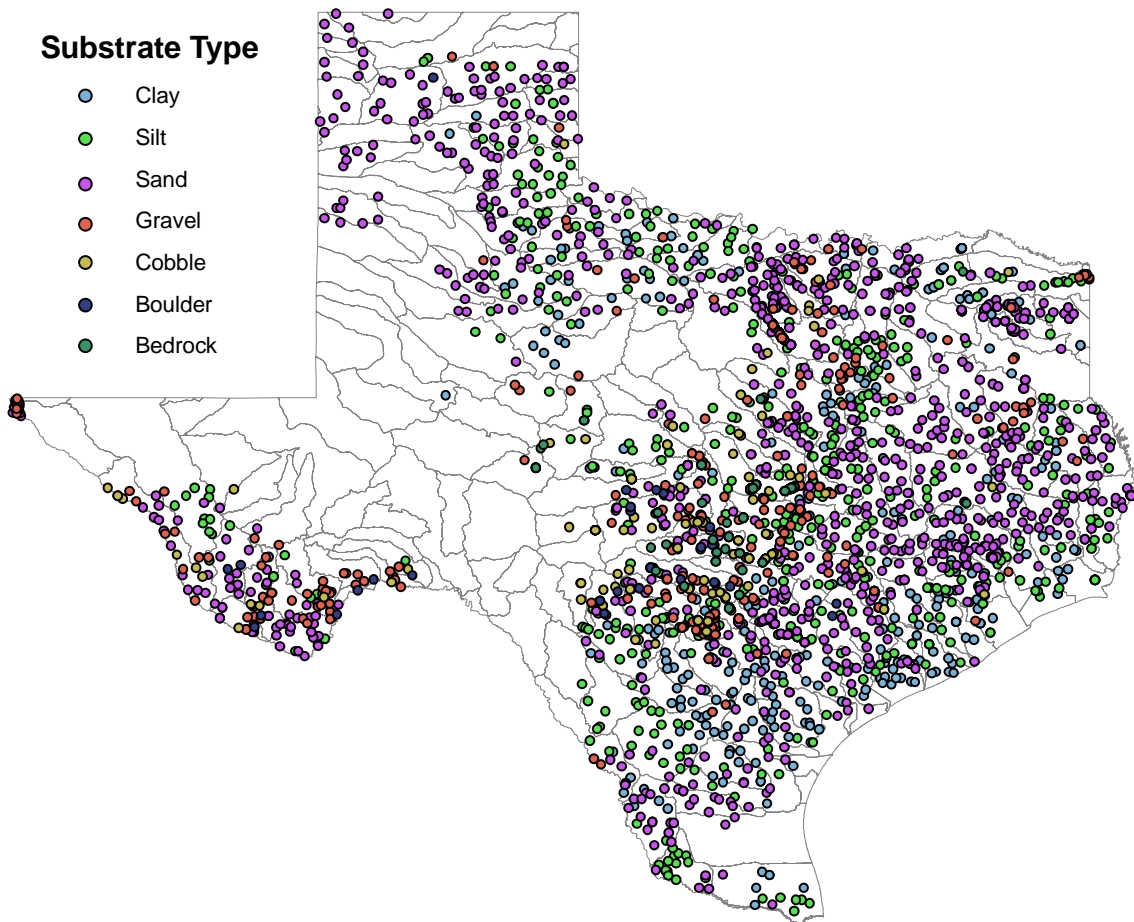 Substrate Type
Clay
Silt
Sand
Gravel
Cobble
Boulder
Bedrock